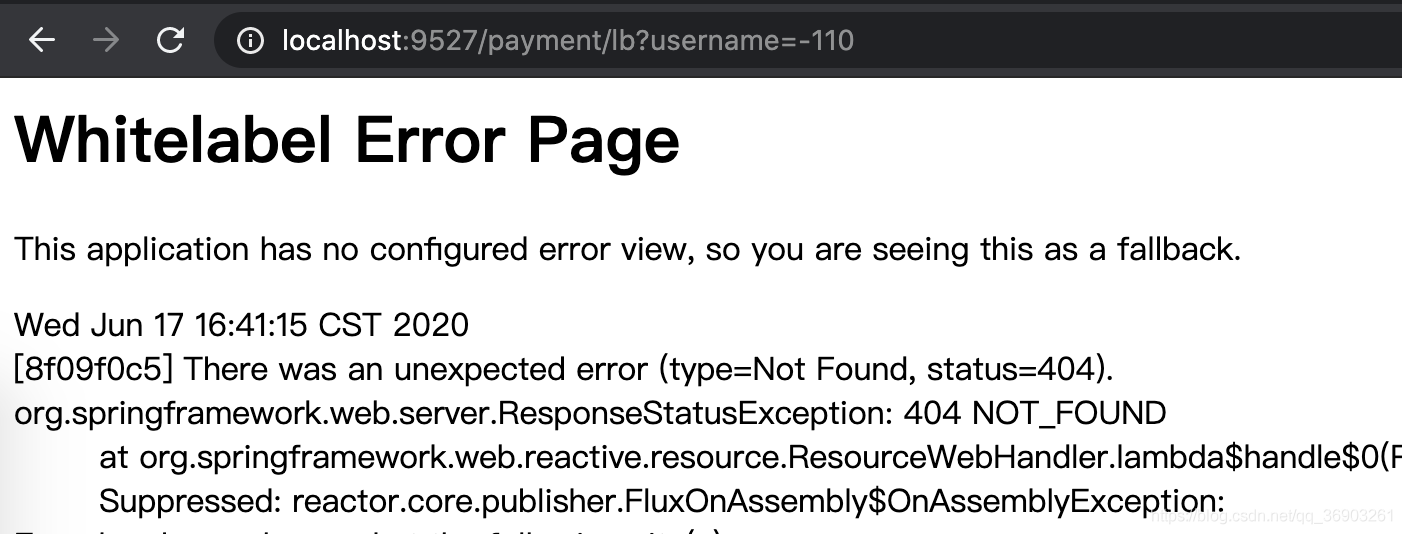 localhost:9527/payment/lb?username=-110
Whitelabel Error Page
This application has no configured error view, so you are seeing this as a fallback.
Wed Jun 17 16:41:15 CST 2020
[8f09f0c5] There was an unexpected error (type=Not Found, status=404).
org.springframework.web.server.ResponseStatusException: 404 NOT_FOUND
at org.springframework.web.reactive.resource.ResourceWebHandler.lambda$handle$0(
Suppressed: reactor.core.publisher.FluxOnAssembly$OnAssemblyException:
https://blog.csdn.net/qq_36903261